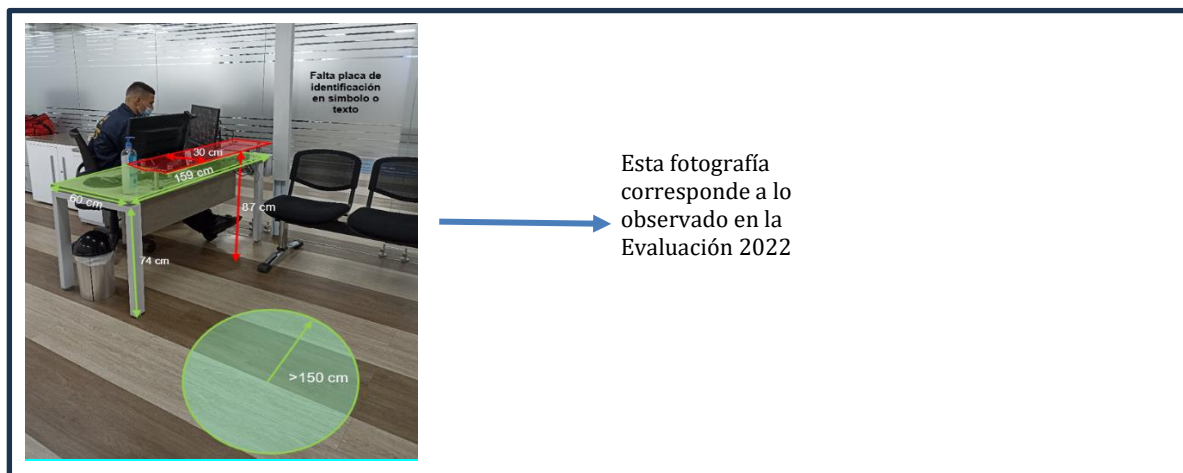 Falta placa de
identificación
en símbolo o
texto
30 cm
159 cm
60 cm
87 cm
74 cm
>150 cm
Esta fotografía
corresponde a lo
observado en la
Evaluación 2022